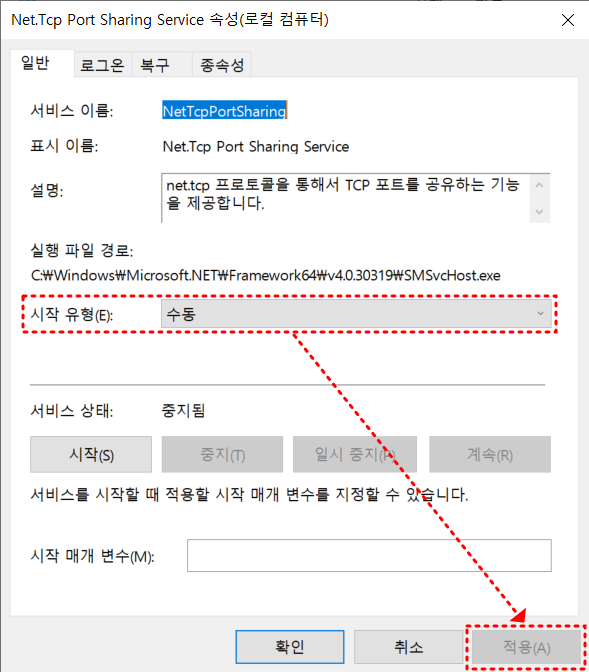 Net.Tcp Port Sharing Service 속성(로컬 컴퓨터)
일반 로그온 복구 종속성
서비스 이름: NetTcpPortSharing
표시 이름: Net.Tcp Port Sharing Service
설명: net.tcp 프로토콜을 통해서 TCP 포트를 공유하는 기능
을 제공합니다.
실행 파일 경로:
C:₩Windows₩Microsoft.NET₩Framework64₩v4.0.30319₩SMSvcHost.exe
시작 유형(E): 수동
서비스 상태: 중지됨
시작(S) 중지(T) 일시 중지(P) 계속(R)
서비스를 시작할 때 적용할 시작 매개 변수를 지정할 수 있습니다.
시작 매개 변수(M):
확인 취소 적용(A)